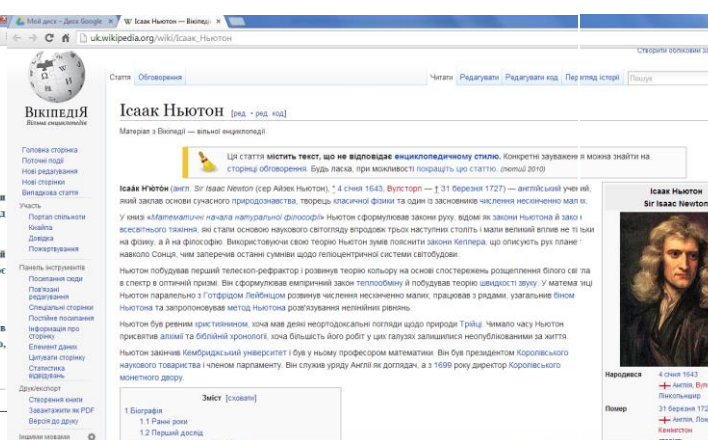 Мой диск – Диск Google
Ісаак Ньютон — Вікіпеді
uk.wikipedia.org/wiki/Ісаак_Ньютон
Створити обліковий за
Стаття Обговорення Читати Редагувати Редагувати код Перегляд історії Пошук
ВікіпедіЯ
Вільна енциклопедія
Головна сторінка
Поточні події
Нові редагування
Нові сторінки
Випадкова стаття
Участь
Портал спільноти
Кнайпа
Довідка
Пожертвування
Панель інструментів
Посилання сюди
Пов'язані
редагування
Спеціальні сторінки
Постійне посилання
Інформація про
сторінку
Елемент даних
Цитувати сторінку
Статистика
відвідувань
Друк/експорт
Створення книги
Завантажити як PDF
Версія до друку
Іншими мовами
Ісаак Ньютон [ред. • ред. код]
Матеріал з Вікіпедії — вільної енциклопедії.
Ця стаття містить текст, що не відповідає енциклопедичному стилю. Конкретні зауваження можна знайти на
сторінці обговорення. Будь ласка, при можливості покращіть цю статтю. (лютий 2010)
Ісаа́к Нью́то́н (англ. Sir Isaac Newton (сер Айзек Ньютон), * 4 січня 1643, Вулсторп — † 31 березня 1727) — англійський учений,
який заклав основи сучасного природознавства, творець класичної фізики та один із засновників числення нескінченно малих.
У книзі «Математичні начала натуральної філософії» Ньютон сформулював закони руху, відомі як закони Ньютона й закон
всесвітнього тяжіння, які стали основою наукового світогляду впродовж трьох наступних століть і мали великий вплив не тільки
на фізику, а й на філософію. Використовуючи свою теорію Ньютон зумів пояснити закони Кеплера, що описують рух планет
навколо Сонця, чим заперечив останні сумніви щодо геліоцентричної системи світобудови.
Ньютон побудував перший телескоп-рефрактор і розвинув теорію кольору на основі спостережень розщеплення білого світла
в спектр в оптичній призмі. Він сформулював емпіричний закон теплообміну й побудував теорію швидкості звуку. У математиці
Ньютон паралельно з Готфрідом Лейбніцом розвинув числення нескінченно малих, працював з рядами, узагальнив біном
Ньютона та запропонував метод Ньютона розв'язування нелінійних рівнянь.
Ньютон був ревним християнином, хоча мав деякі неортодоксальні погляди щодо природи Трійці. Чимало часу Ньютон
присвятив алхімії та біблійній хронології, хоча більшість його робіт у цих галузях залишилися неопублікованими за життя.
Ньютон закінчив Кембриджський університет і був у ньому професором математики. Він був президентом Королівського
наукового товариства і членом парламенту. Він служив уряду Англії як доглядач, а з 1699 року директор Королівського
монетного двору.
Зміст [сховати]
1 Біографія
1.1 Ранні роки
1.2 Перший дослід
Ісаак Ньютон
Sir Isaac Newton
Народився 4 січня 1643
Англія, Вул
Лінкольншир
Помер 31 березня 172
Англія, Лон
Кенінгстон